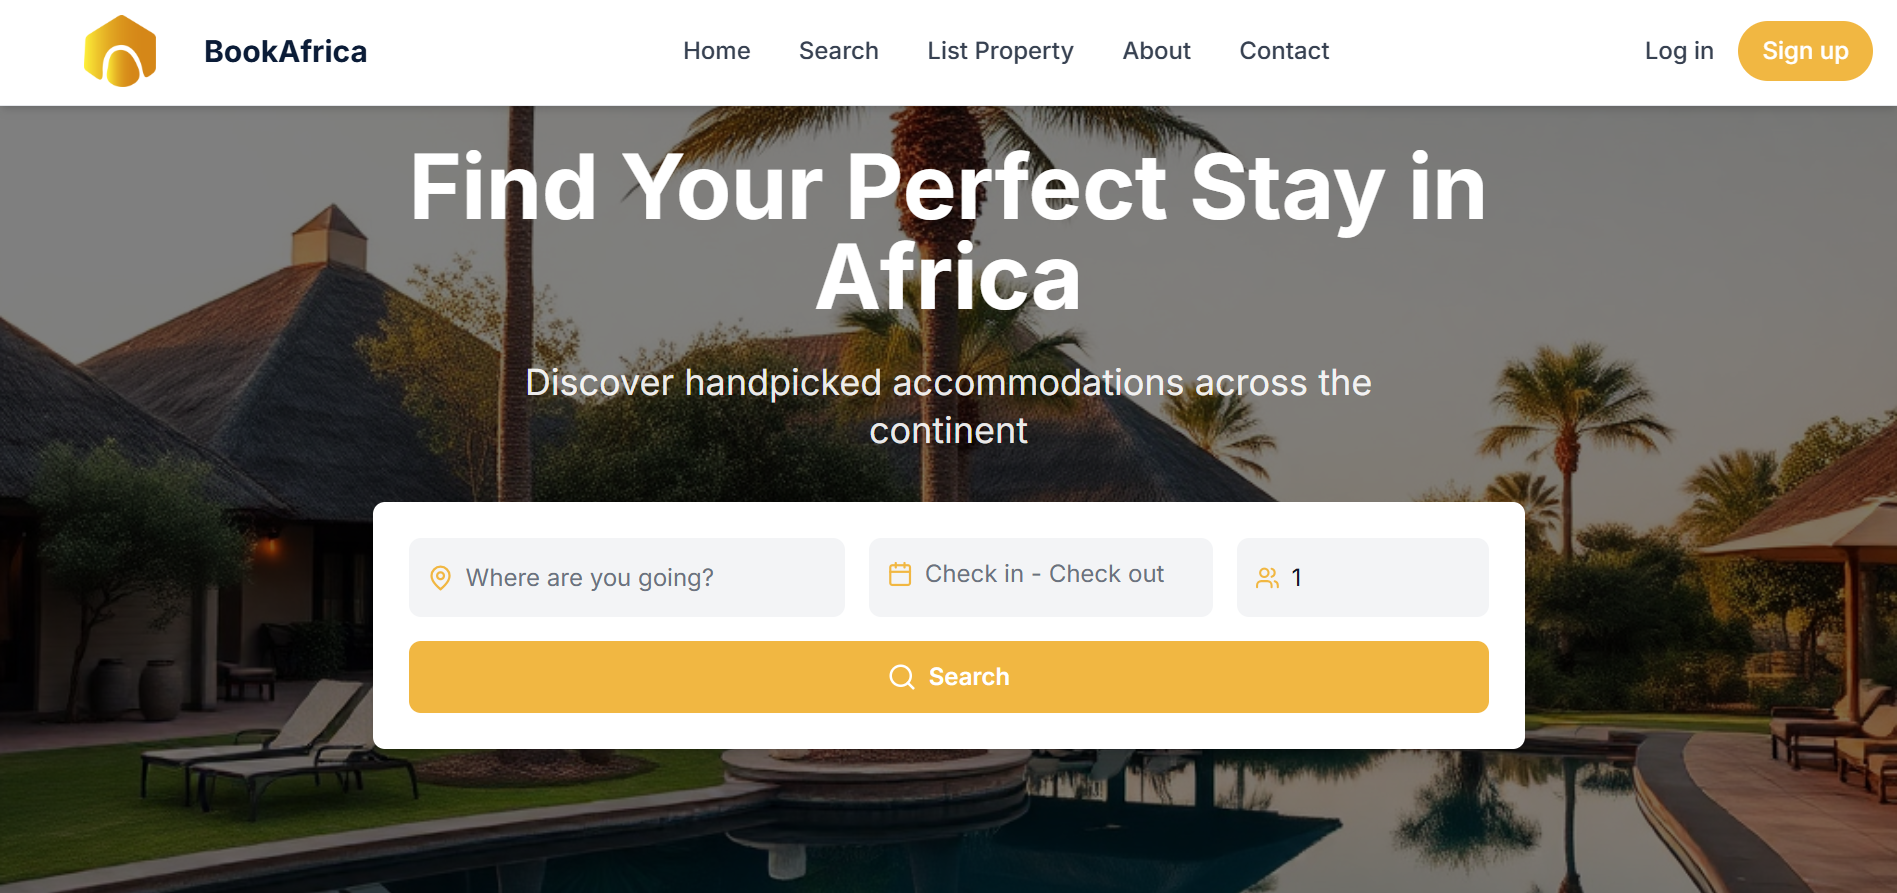 BookAfrica
Home
Search
List Property
About
Contact
Log in
Sign up
Find Your Perfect Stay in
Africa
Discover handpicked accommodations across the
continent
Where are you going?
Check in - Check out
1
Search